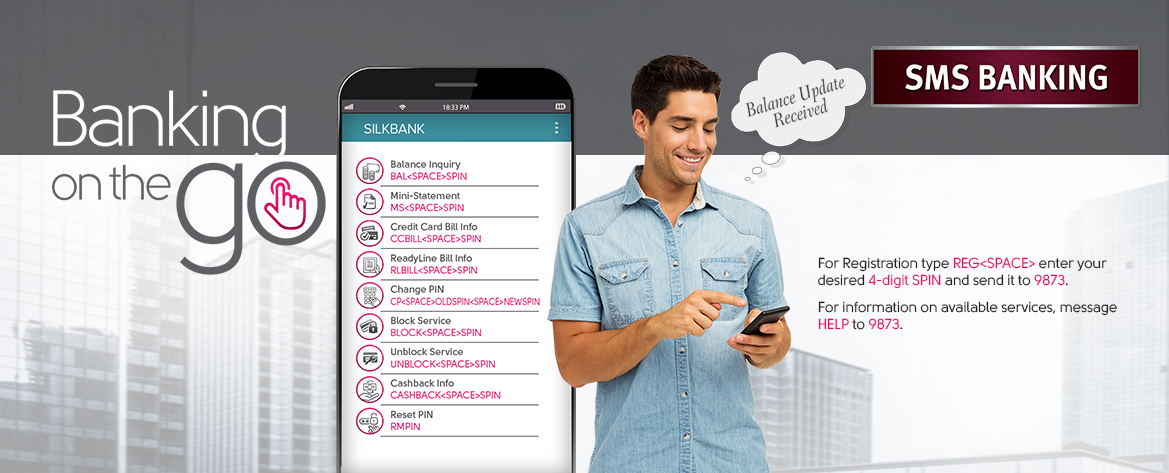 Banking
on the
go
18:33 PM
SILKBANK
Balance Inquiry
BAL<SPACE>SPIN
Mini-Statement
MS<SPACE>SPIN
Credit Card Bill Info
CCBILL<SPACE>SPIN
ReadyLine Bill Info
RLBILL<SPACE>SPIN
Change PIN
CP<SPACE>OLDSPIN<SPACE>NEWSPIN
Block Service
BLOCK<SPACE>SPIN
Unblock Service
UNBLOCK<SPACE>SPIN
Cashback Info
CASHBACK<SPACE>SPIN
Reset PIN
RMPIN
Balance Update
Received
SMS BANKING
For Registration type REG<SPACE> enter your
desired 4-digit SPIN and send it to 9873.
For information on available services, message
HELP to 9873.